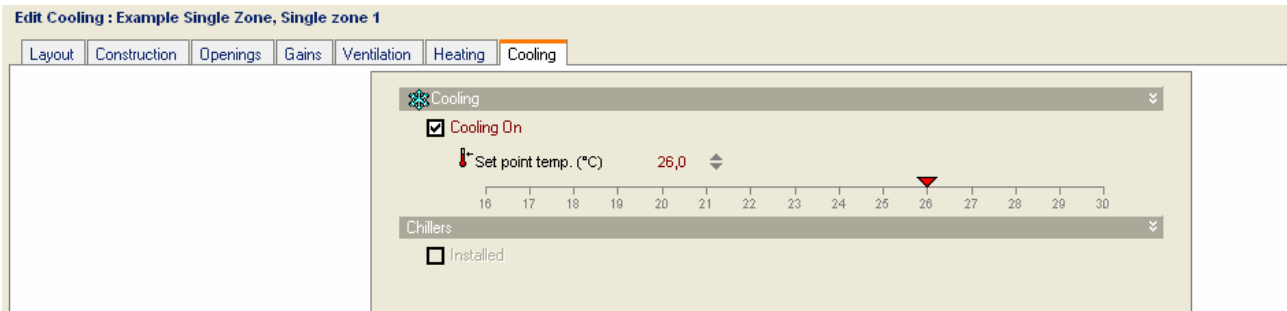 Edit Cooling : Example Single Zone, Single zone 1
Layout Construction Openings Gains Ventilation Heating Cooling
Cooling
Cooling On
Set point temp. (°C) 26,0
16 17 18 19 20 21 22 23 24 25 26 27 28 29 30
Chillers
Installed